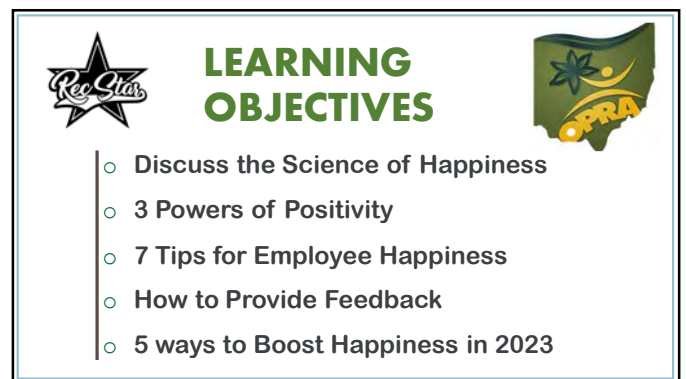 Rec Star
LEARNING
OBJECTIVES
OPRA
o Discuss the Science of Happiness
o 3 Powers of Positivity
o 7 Tips for Employee Happiness
o How to Provide Feedback
o 5 ways to Boost Happiness in 2023